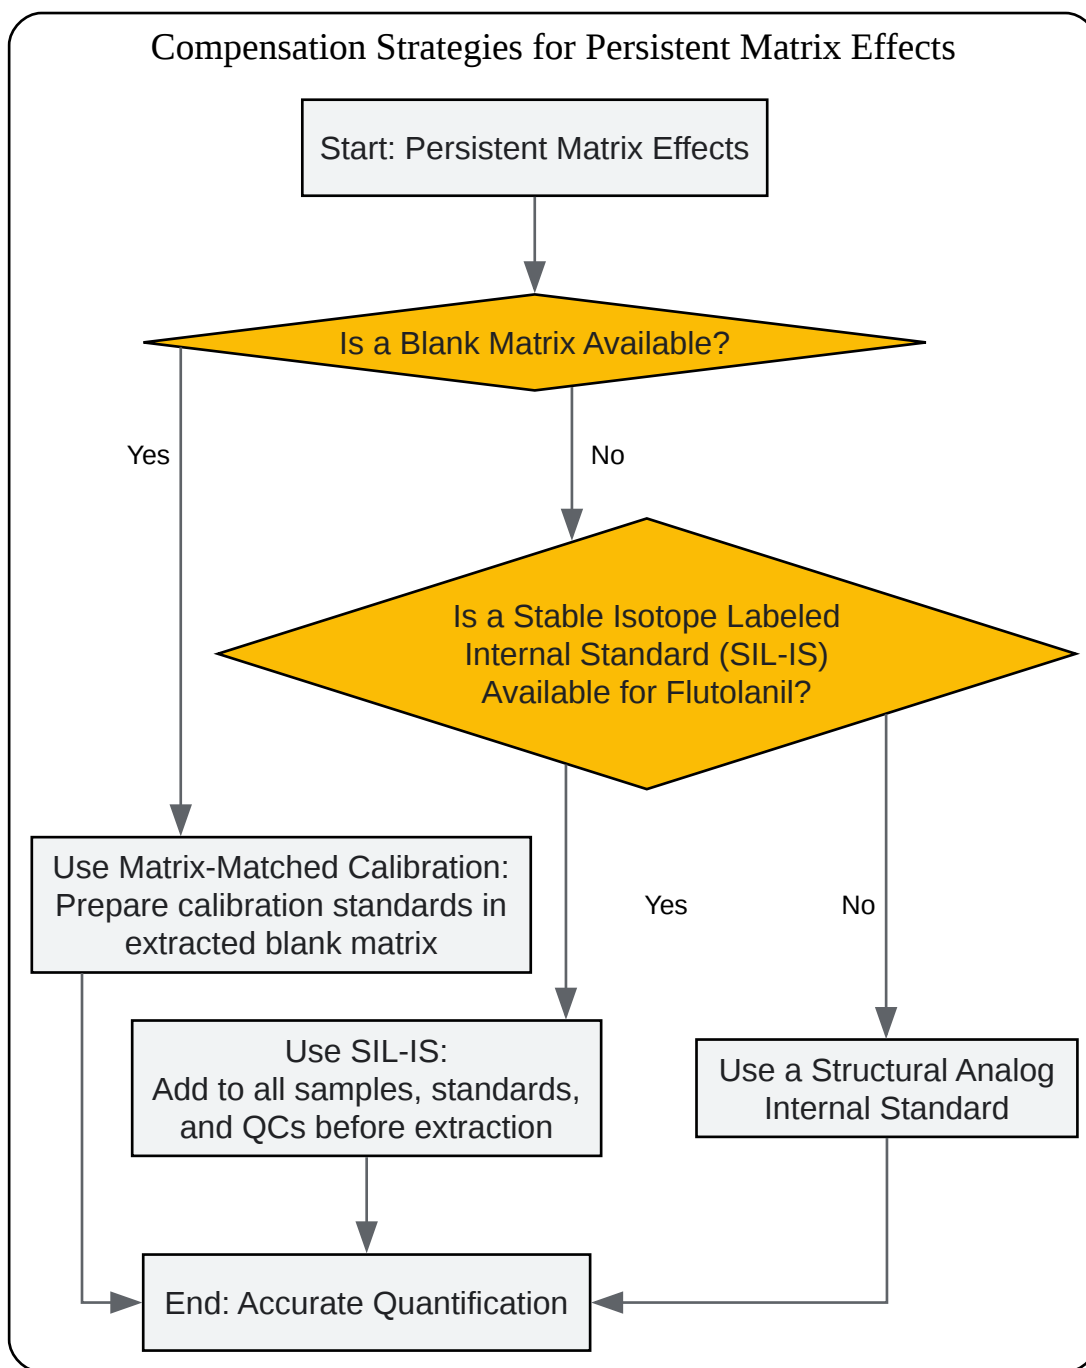 Compensation Strategies for Persistent Matrix Effects
Start: Persistent Matrix Effects
Is a Blank Matrix Available?
Yes
No
Is a Stable Isotope Labeled
Internal Standard (SIL-IS)
Available for Flutolanil?
Use Matrix-Matched Calibration:
Prepare calibration standards in
extracted blank matrix
Yes
No
Use SIL-IS:
Add to all samples, standards,
and QCs before extraction
Use a Structural Analog
Internal Standard
End: Accurate Quantification